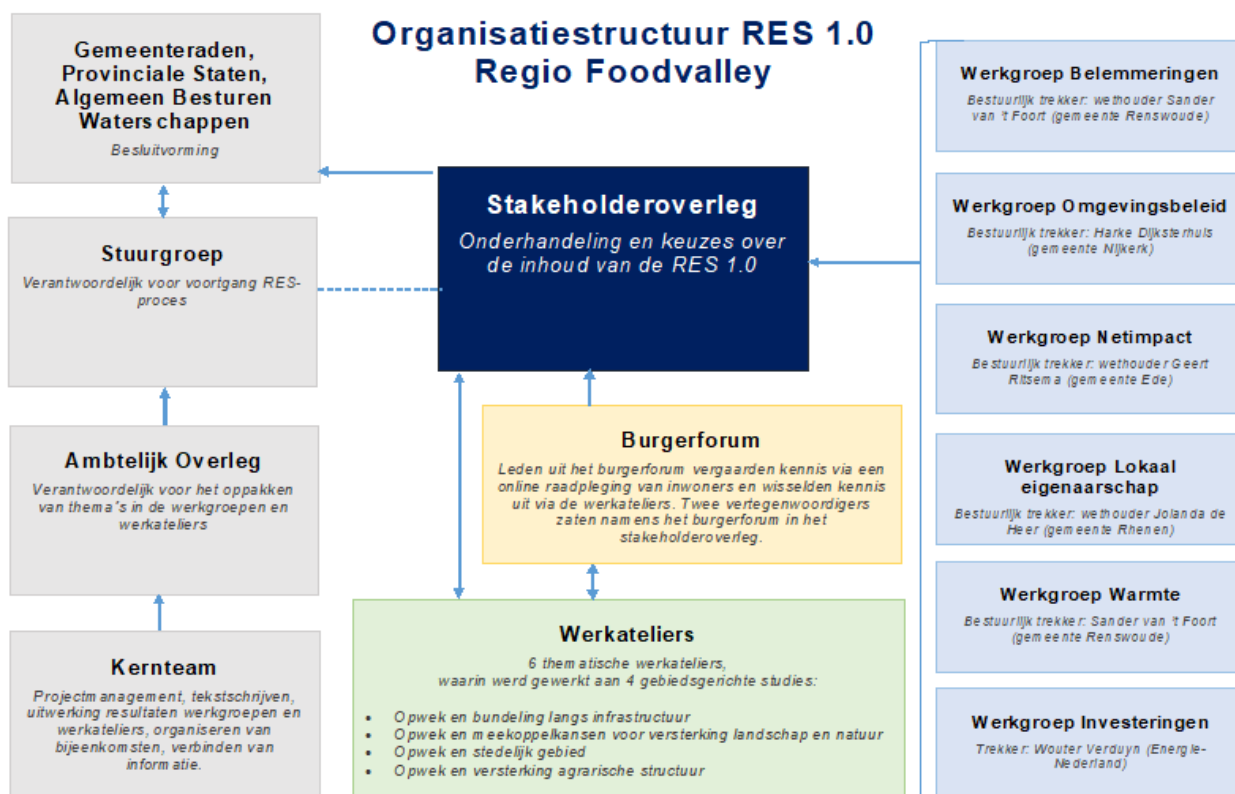 Organisatiestructuur RES 1.0
Regio Foodvalley
Gemeenteraden,
Provinciale Staten,
Algemeen Besturen
Waterschappen
Besluitvorming
Stuurgroep
Verantwoordelijk voor voortgang RES-
proces
Ambtelijk Overleg
Verantwoordelijk voor het oppakken
van thema's in de werkgroepen en
werkateliers
Kernteam
Projectmanagement, tekstschrijven,
uitwerking resultaten werkgroepen en
werkateliers, organiseren van
bijeenkomsten, verbinden van
informatie.
Stakeholderoverleg
Onderhandeling en keuzes over
de inhoud van de RES 1.0
Burgerforum
Leden uit het burgerforum vergaarden kennis via een
online raadpleging van inwoners en wisselden kennis
uit via de werkateliers. Twee vertegenwoordigers
zaten namens het burgerforum in het
stakeholderoverleg.
Werkateliers
6 thematische werkateliers,
waarin werd gewerkt aan 4 gebiedsgerichte studies:
• Opwek en bundeling langs infrastructuur
• Opwek en meekoppelkansen voor versterking landschap en natuur
• Opwek en stedelijk gebied
• Opwek en versterking agrarische structuur
Werkgroep Belemmeringen
Bestuurlijk trekker: wethouder Sander
van 't Foort (gemeente Renswoude)
Werkgroep Omgevingsbeleid
Bestuurlijk trekker: Harke Dijksterhuis
(gemeente Nijkerk)
Werkgroep Netimpact
Bestuurlijk trekker: wethouder Geert
Ritsema (gemeente Ede)
Werkgroep Lokaal
eigenaarschap
Bestuurlijk trekker: wethouder Jolanda de
Heer (gemeente Rhenen)
Werkgroep Warmte
Bestuurlijk trekker: Sander van 't Foort
(gemeente Renswoude)
Werkgroep Investeringen
Trekker: Wouter Verduyn (Energie-
Nederland)